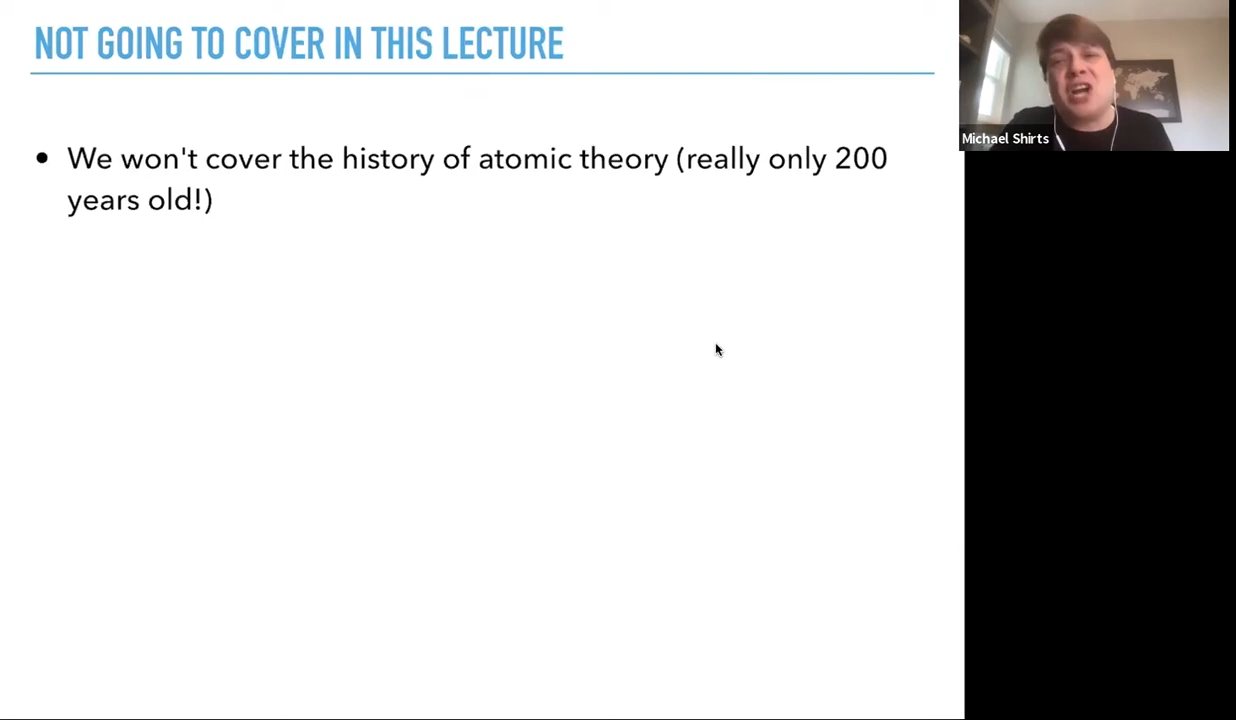 NOT GOING TO COVER IN THIS LECTURE
Michael Shirts
• We won't cover the history of atomic theory (really only 200
years old!)